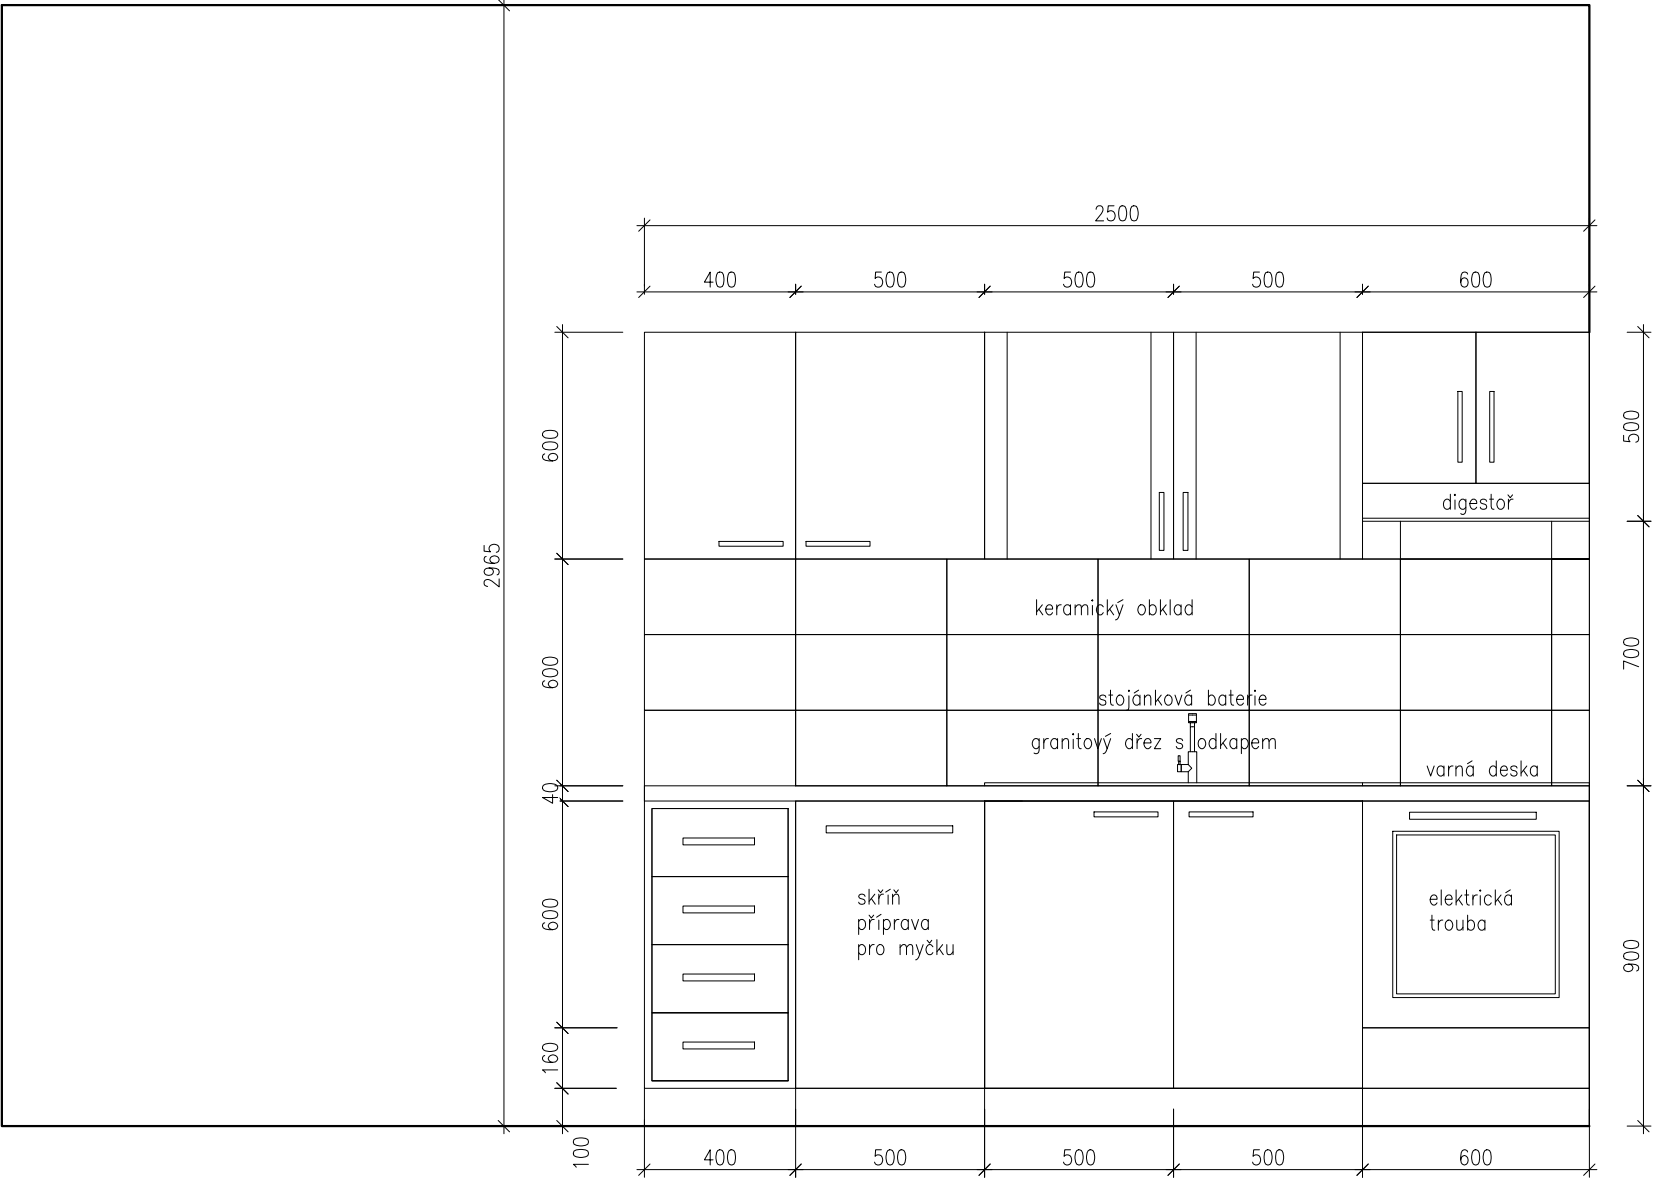 2500
400 500 500 500 600
600
500
digestoř
2965
keramický obklad
600
700
stojánková baterie
granitový dřez s odkapem
varná deska
40
skříň
příprava
pro myčku
elektrická
trouba
600
900
160
100
400 500 500 500 600